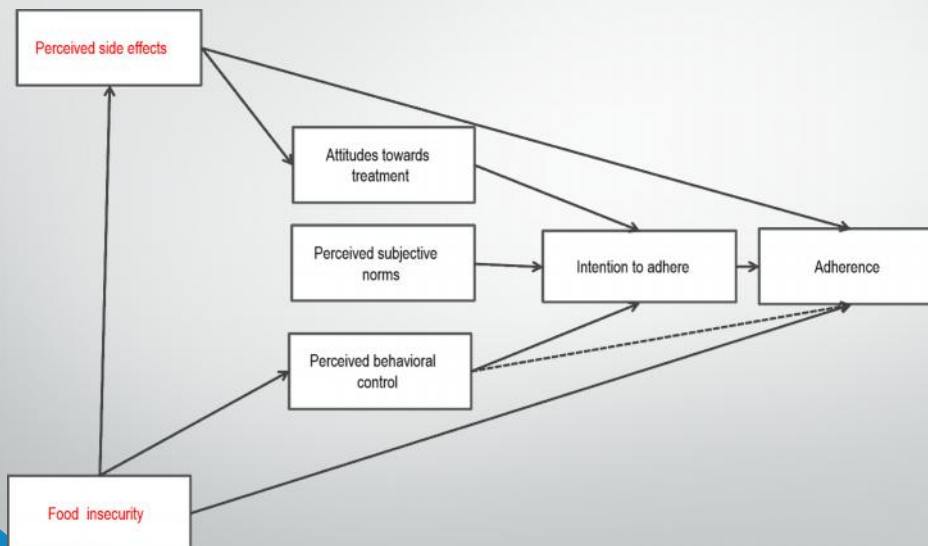 Perceived side effects
Attitudes towards
treatment
Perceived subjective
norms
Intention to adhere
Adherence
Perceived behavioral
control
Food insecurity